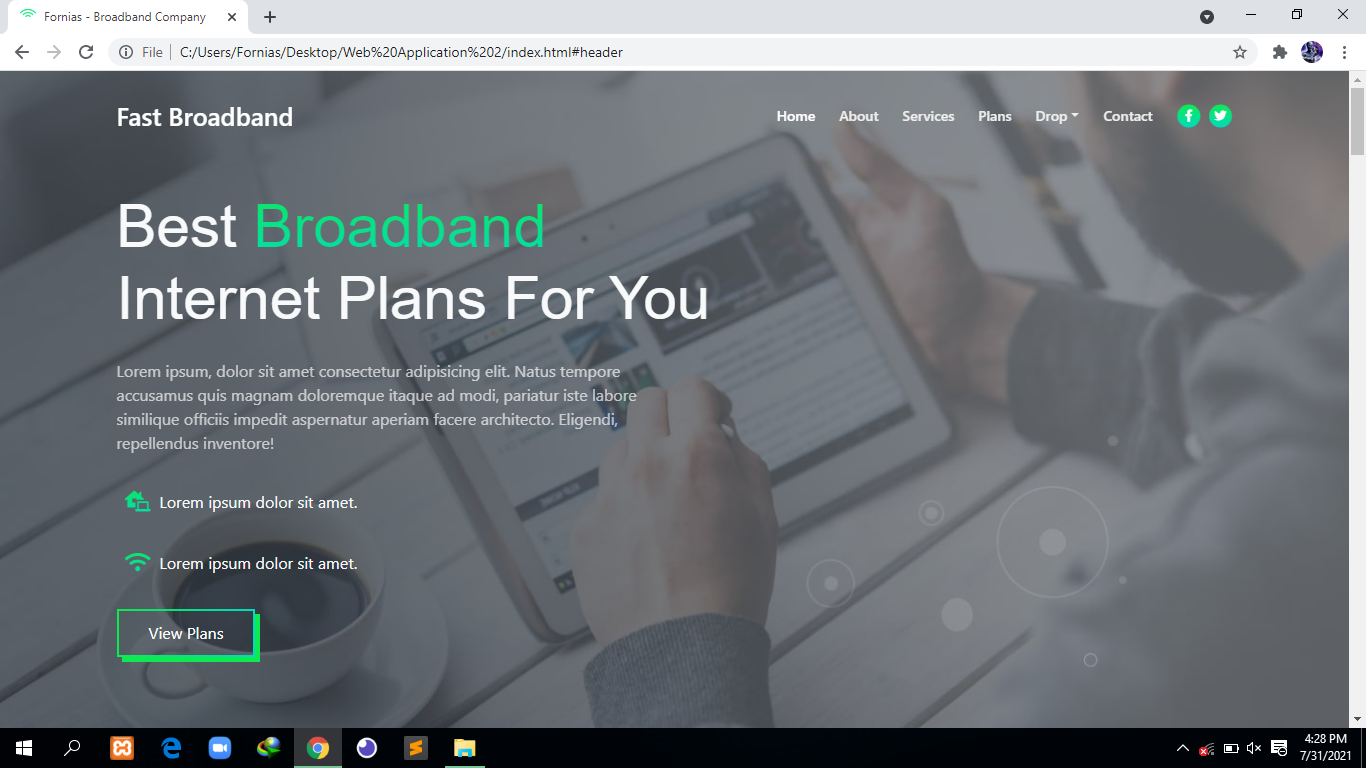 Fornias - Broadband Company
File
C:/Users/Fornias/Desktop/Web%20Application%202/index.html#header
Fast Broadband
Home
About
Services
Plans
Drop
Contact
Best Broadband
Internet Plans For You
Lorem ipsum, dolor sit amet consectetur adipisicing elit. Natus tempore
accusamus quis magnam doloremque itaque ad modi, pariatur iste labore
similique officiis impedit aspernatur aperiam facere architecto. Eligendi,
repellendus inventore!
Lorem ipsum dolor sit amet.
Lorem ipsum dolor sit amet.
View Plans
4:28 PM
7/31/2021